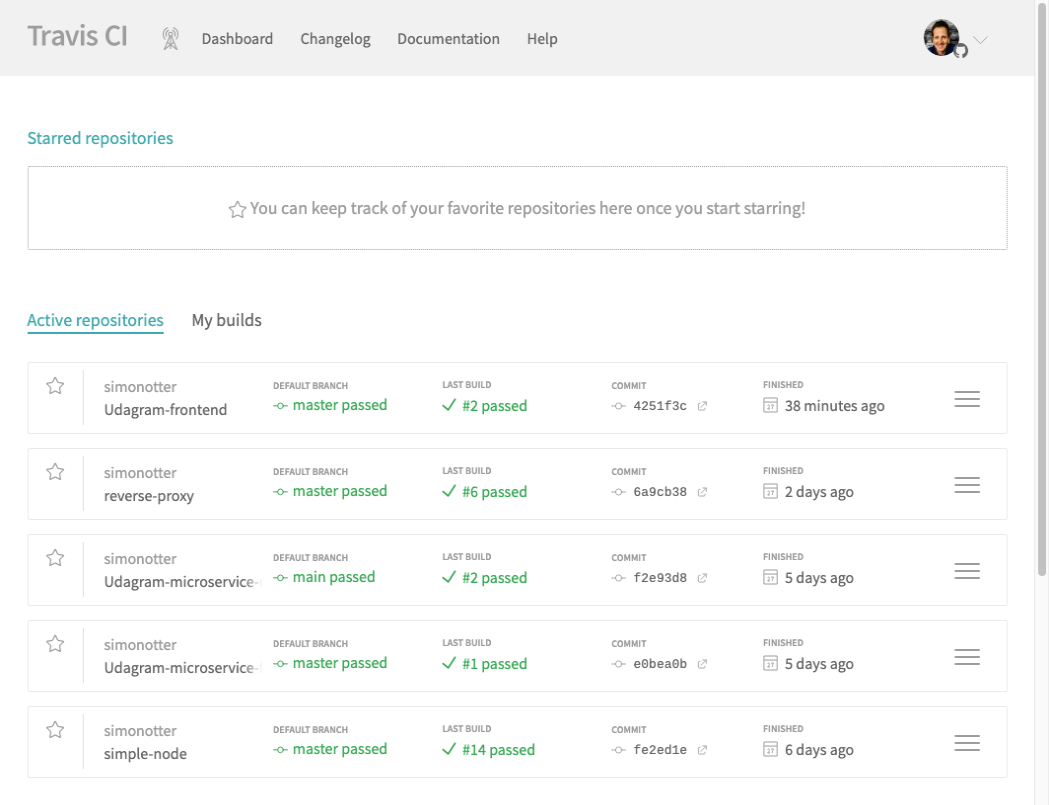 Travis CI
Dashboard Changelog Documentation Help
Starred repositories
You can keep track of your favorite repositories here once you start starring!
Active repositories My builds
simonotter DEFAULT BRANCH LAST BUILD COMMIT FINISHED
Udagram-frontend master passed #2 passed 4251f3c 27 38 minutes ago
simonotter DEFAULT BRANCH LAST BUILD COMMIT FINISHED
reverse-proxy master passed #6 passed 6a9cb38 27 2 days ago
simonotter DEFAULT BRANCH LAST BUILD COMMIT FINISHED
Udagram-microservice- main passed #2 passed f2e93d8 27 5 days ago
simonotter DEFAULT BRANCH LAST BUILD COMMIT FINISHED
Udagram-microservice- master passed #1 passed e0bea0b 27 5 days ago
simonotter DEFAULT BRANCH LAST BUILD COMMIT FINISHED
simple-node master passed #14 passed fe2ed1e 27 6 days ago